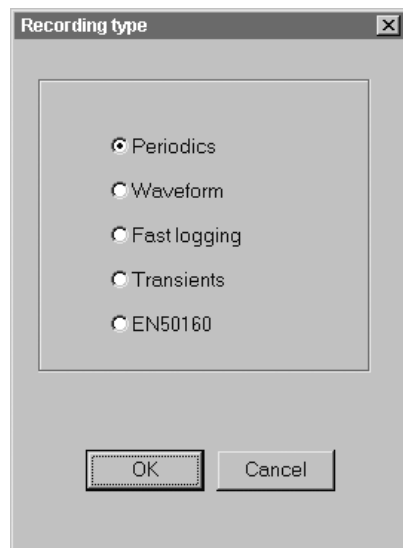 Recording type
Periodics
Waveform
Fast logging
Transients
EN50160
OK Cancel